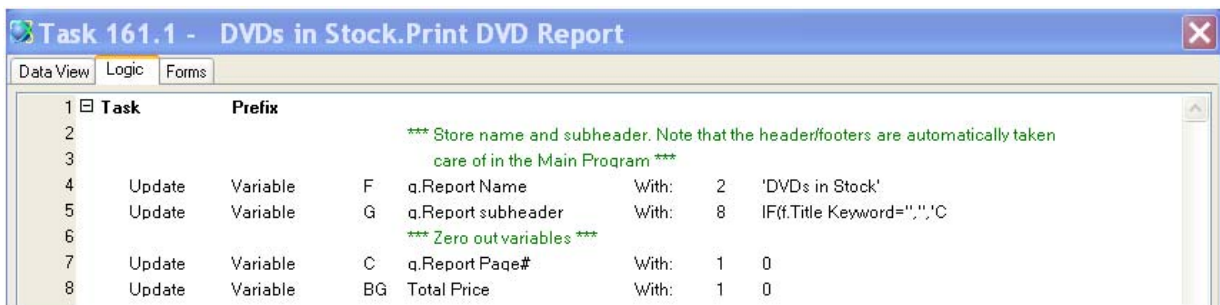 Task 161.1 - DVDs in Stock.Print DVD Report
Data View Logic Forms
1 Task Prefix
2 *** Store name and subheader. Note that the header/footers are automatically taken
3 care of in the Main Program ***
4 Update Variable F g.Report Name With: 2 'DVDs in Stock'
5 Update Variable G g.Report subheader With: 8 IF(f.Title Keyword='','','C
6 *** Zero out variables ***
7 Update Variable C g.Report Page# With: 1 0
8 Update Variable BG Total Price With: 1 0